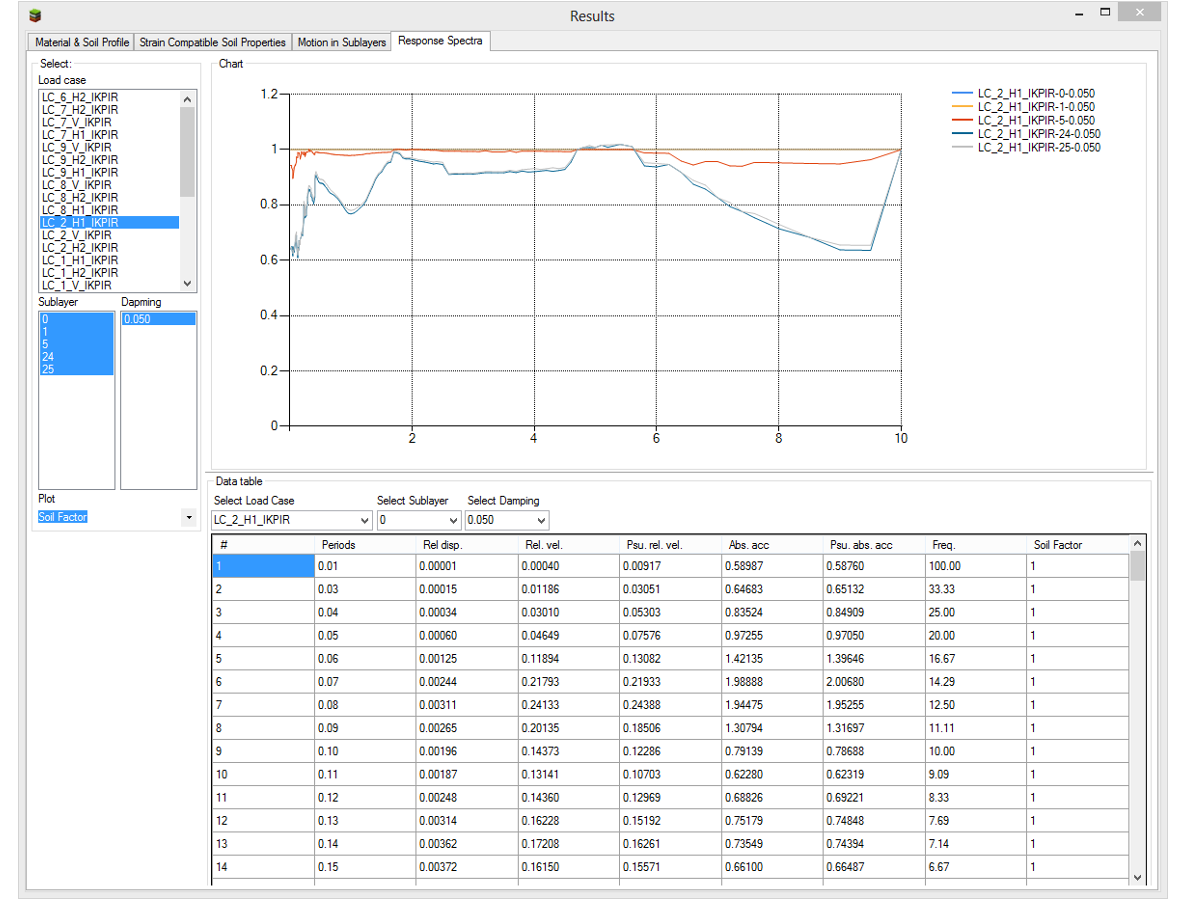 Results
Material & Soil Profile Strain Compatible Soil Properties Motion in Sublayers Response Spectra
Select:
Load case
LC_6_H2_IKPIR
LC_7_H2_IKPIR
LC_7_V_IKPIR
LC_7_H1_IKPIR
LC_9_V_IKPIR
LC_9_H2_IKPIR
LC_9_H1_IKPIR
LC_8_V_IKPIR
LC_8_H2_IKPIR
LC_8_H1_IKPIR
LC_2_H1_IKPIR
LC_2_V_IKPIR
LC_2_H2_IKPIR
LC_1_H1_IKPIR
LC_1_H2_IKPIR
LC_1_V_IKPIR
Sublayer Dapming
0 0.050
1
5
24
25
Plot
Soil Factor
Chart
1.2
1
0.8
0.6
0.4
0.2
0
2 4 6 8 10
LC_2_H1_IKPIR-0-0.050
LC_2_H1_IKPIR-1-0.050
LC_2_H1_IKPIR-5-0.050
LC_2_H1_IKPIR-24-0.050
LC_2_H1_IKPIR-25-0.050
Data table
Select Load Case Select Sublayer Select Damping
LC_2_H1_IKPIR 0 0.050
# Periods Rel disp. Rel. vel. Psu. rel. vel. Abs. acc Psu. abs. acc Freq. Soil Factor
1 0.01 0.00001 0.00040 0.00917 0.58987 0.58760 100.00 1
2 0.03 0.00015 0.01186 0.03051 0.64683 0.65132 33.33 1
3 0.04 0.00034 0.03010 0.05303 0.83524 0.84909 25.00 1
4 0.05 0.00060 0.04649 0.07576 0.97255 0.97050 20.00 1
5 0.06 0.00125 0.11894 0.13082 1.42135 1.39646 16.67 1
6 0.07 0.00244 0.21793 0.21933 1.98888 2.00680 14.29 1
7 0.08 0.00311 0.24133 0.24388 1.94475 1.95255 12.50 1
8 0.09 0.00265 0.20135 0.18506 1.30794 1.31697 11.11 1
9 0.10 0.00196 0.14373 0.12286 0.79139 0.78688 10.00 1
10 0.11 0.00187 0.13141 0.10703 0.62280 0.62319 9.09 1
11 0.12 0.00248 0.14360 0.12969 0.68826 0.69221 8.33 1
12 0.13 0.00314 0.16228 0.15192 0.75179 0.74848 7.69 1
13 0.14 0.00362 0.17208 0.16261 0.73549 0.74394 7.14 1
14 0.15 0.00372 0.16150 0.15571 0.66100 0.66487 6.67 1